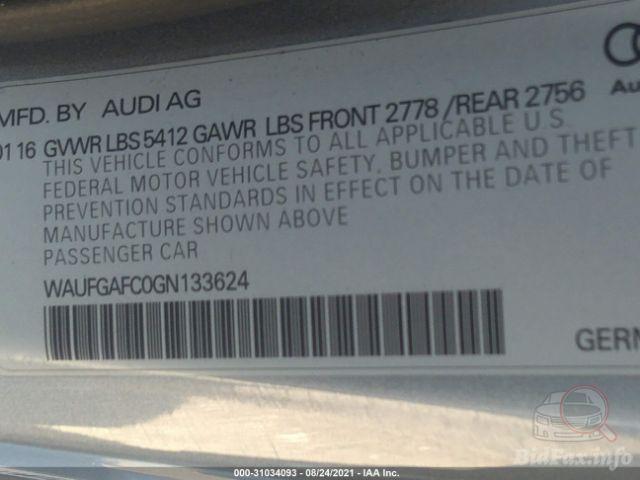 MFD. BY AUDI AG
01 16 GVWR LBS 5412 GAWR LBS FRONT 2778 /REAR 2756
THIS VEHICLE CONFORMS TO ALL APPLICABLE U.S.
FEDERAL MOTOR VEHICLE SAFETY, BUMPER AND THEFT
PREVENTION STANDARDS IN EFFECT ON THE DATE OF
MANUFACTURE SHOWN ABOVE
PASSENGER CAR
WAUFGAFC0GN133624
Au
GERN
BidFax.info
000-31034093 - 08/24/2021 - IAA Inc.